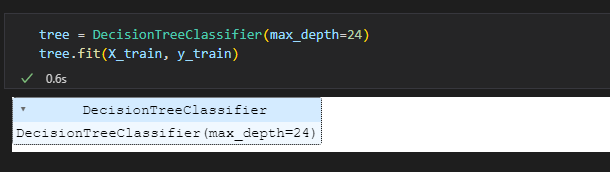 tree = DecisionTreeClassifier(max_depth=24)
tree.fit(X_train, y_train)
0.6s
DecisionTreeClassifier
DecisionTreeClassifier(max_depth=24)